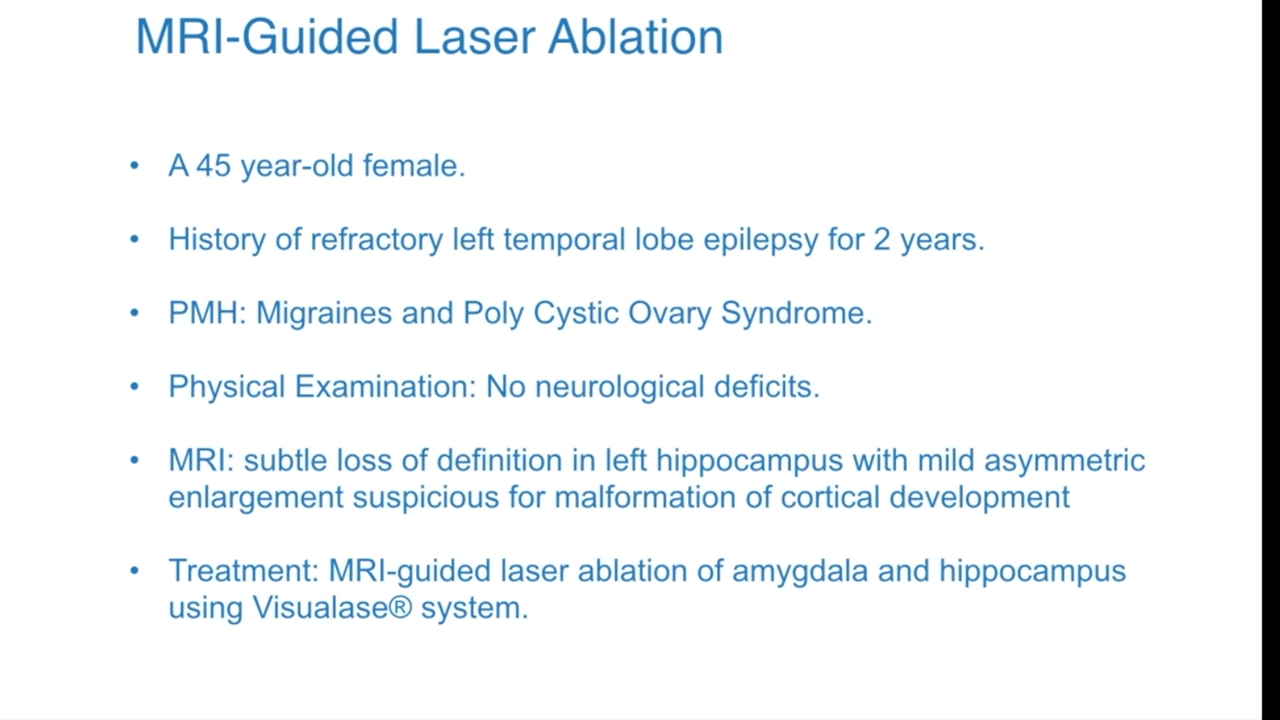 MRI-Guided Laser Ablation
• A 45 year-old female.
• History of refractory left temporal lobe epilepsy for 2 years.
• PMH: Migraines and Poly Cystic Ovary Syndrome.
• Physical Examination: No neurological deficits.
• MRI: subtle loss of definition in left hippocampus with mild asymmetric
enlargement suspicious for malformation of cortical development
• Treatment: MRI-guided laser ablation of amygdala and hippocampus
using Visualase® system.